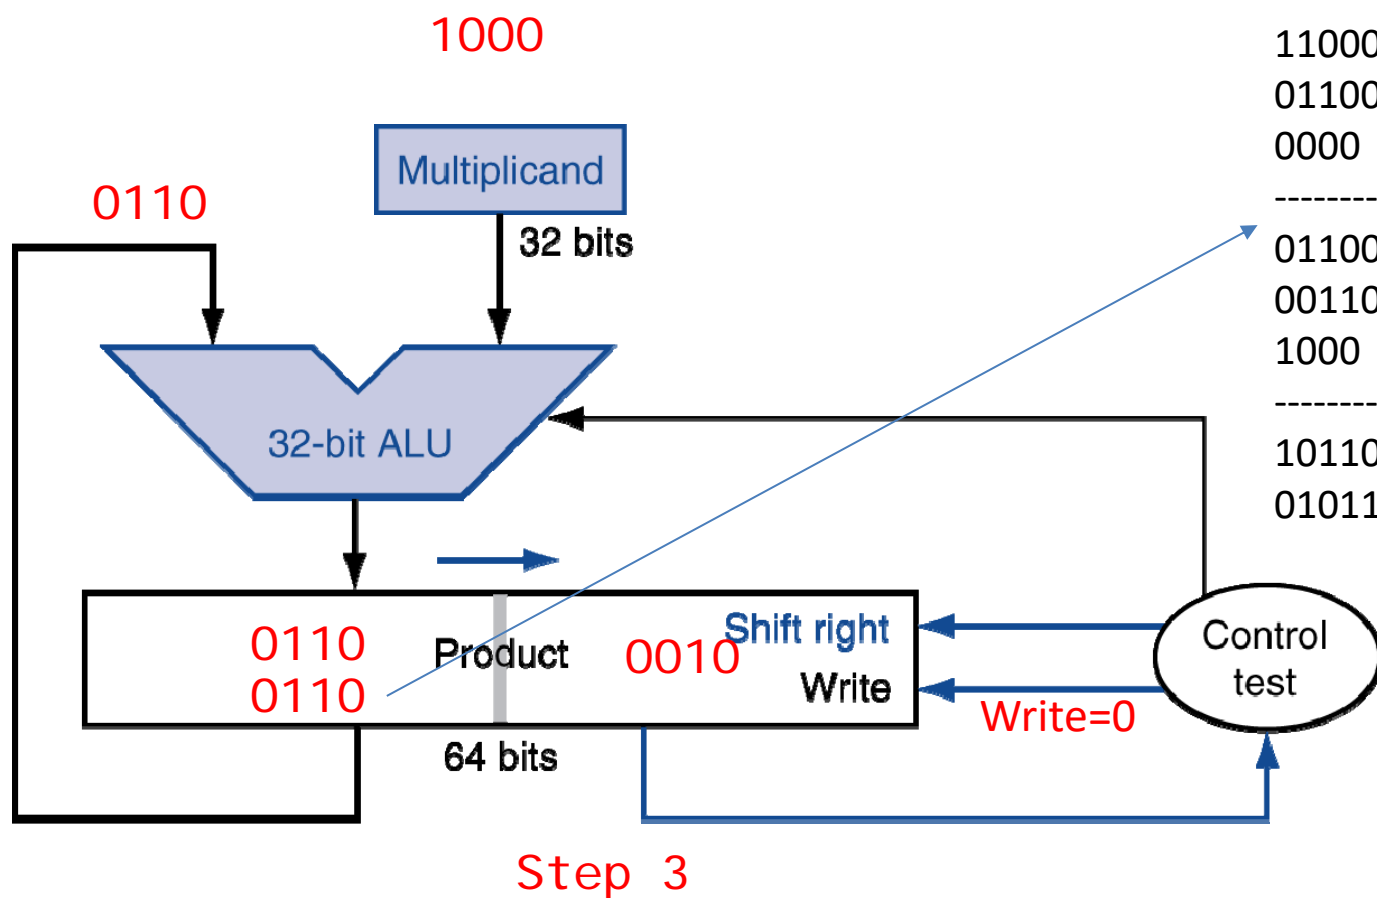 1000
Multiplicand
0110
32 bits
32-bit ALU
0110
0110
Product
0010
Shift right
Write
64 bits
Write=0
Control
test
Step 3
11000
01100
0000
--------
01100
00110
1000
--------
10110
01011